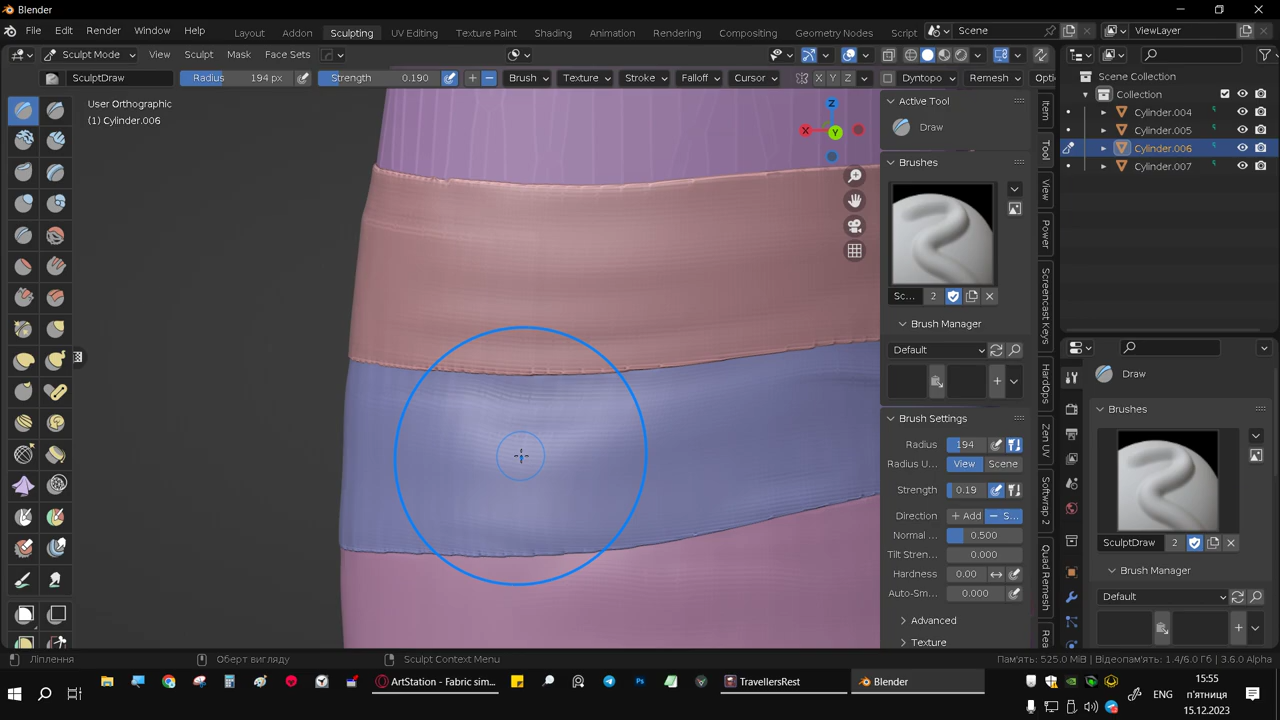 Blender
File Edit Render Window Help Layout Addon Sculpting UV Editing Texture Paint Shading Animation Rendering Compositing Geometry Nodes Scene ViewLayer
Sculpt Mode View Sculpt Mask Face Sets
SculptDraw Radius 194 px Strength 0.190 Brush Texture Stroke Falloff Cursor X Y Z Dyntopo Remesh Opti
User Orthographic
(1) Cylinder.006
Z
X
Y
Active Tool
Draw
Brushes
Sc... 2
Brush Manager
Default
Brush Settings
Radius 194
Radius U... View Scene
Strength 0.19
Direction Add S...
Normal ... 0.500
Tilt Stren... 0.000
Hardness 0.00
Auto-Sm... 0.000
Advanced
Texture
Item
Tool
View
Power
Screencast Keys
HardOps
Zen UV
Softwrap 2
Quad Remesh
Rea
Scene Collection
Collection
Cylinder.004
Cylinder.005
Cylinder.006
Cylinder.007
Draw
Brushes
SculptDraw 2
Brush Manager
Default
Ліплення Оберт вигляду Sculpt Context Menu Пам'ять: 525.0 MiB | Відеопам'ять: 1.4/6.0 Гі | 3.6.0 Alpha
ArtStation - Fabric sim... TravellersRest Blender
ENG
15:55
п'ятниця
15.12.2023